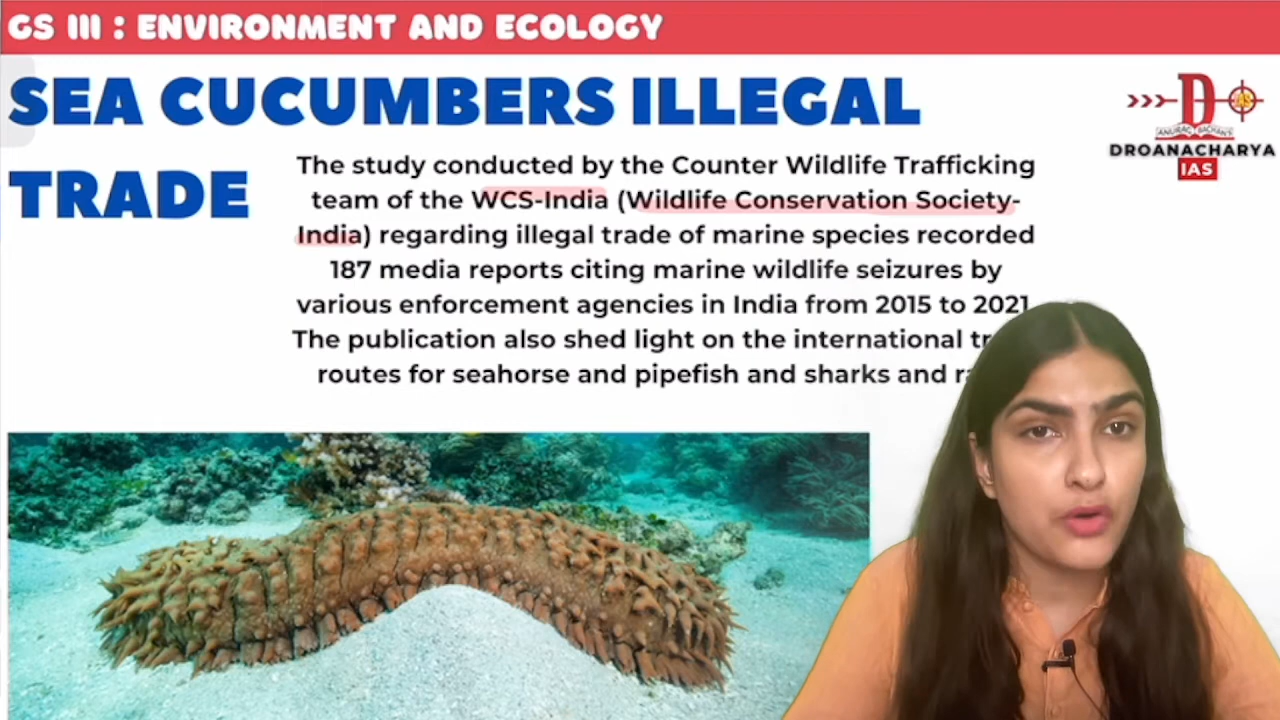 GS III : ENVIRONMENT AND ECOLOGY
SEA CUCUMBERS ILLEGAL
TRADE
The study conducted by the Counter Wildlife Trafficking
team of the WCS-India (Wildlife Conservation Society-
India) regarding illegal trade of marine species recorded
187 media reports citing marine wildlife seizures by
various enforcement agencies in India from 2015 to 2021.
The publication also shed light on the international
routes for seahorse and pipefish and sharks and
D
IAS
ANURAG BACHAN'S
DROANACHARYA
IAS